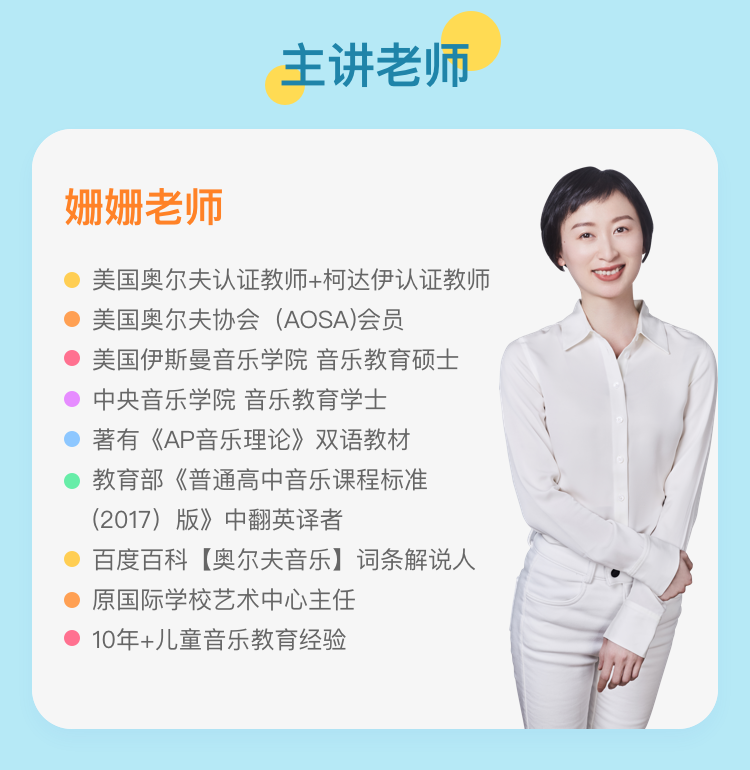 主讲老师
姗姗老师
美国奥尔夫认证教师+柯达伊认证教师
美国奥尔夫协会（AOSA)会员
美国伊斯曼音乐学院 音乐教育硕士
中央音乐学院 音乐教育学士
著有《AP音乐理论》双语教材
教育部《普通高中音乐课程标准
(2017）版》中翻英译者
百度百科【奥尔夫音乐】词条解说人
原国际学校艺术中心主任
10年+儿童音乐教育经验